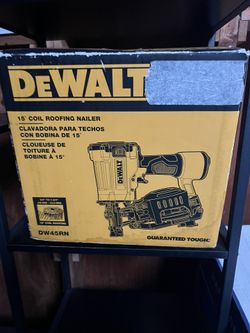 DEWALT
15° COIL ROOFING NAILER
CLAVADORA PARA TECHOS
CON BOBINA DE 15°
CLOUEUSE DE
TOITURE À
BOBINE À 15°
DEWALT
DW45RN
GUARANTEED TOUGH.